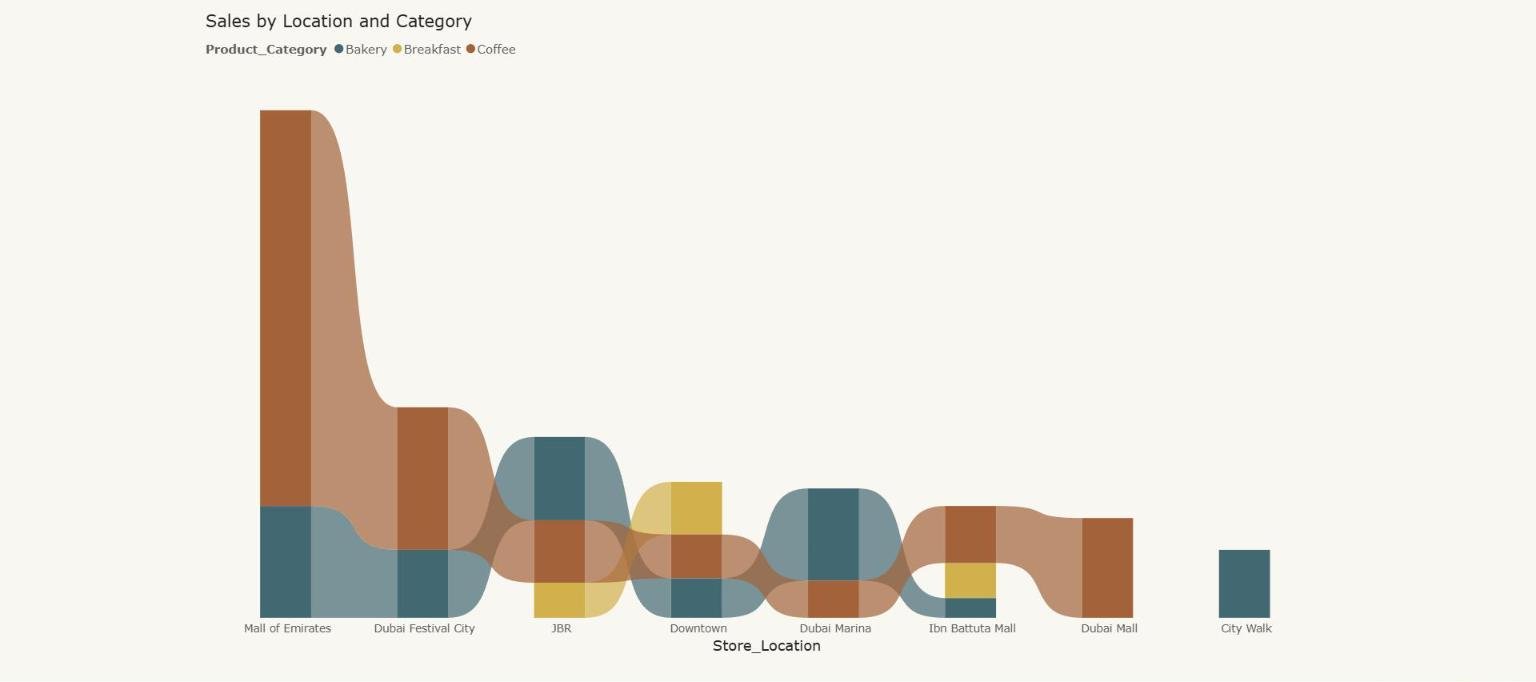 Sales by Location and Category
Product_Category Bakery Breakfast Coffee
Mall of Emirates Dubai Festival City JBR Downtown Dubai Marina Ibn Battuta Mall Dubai Mall City Walk
Store_Location